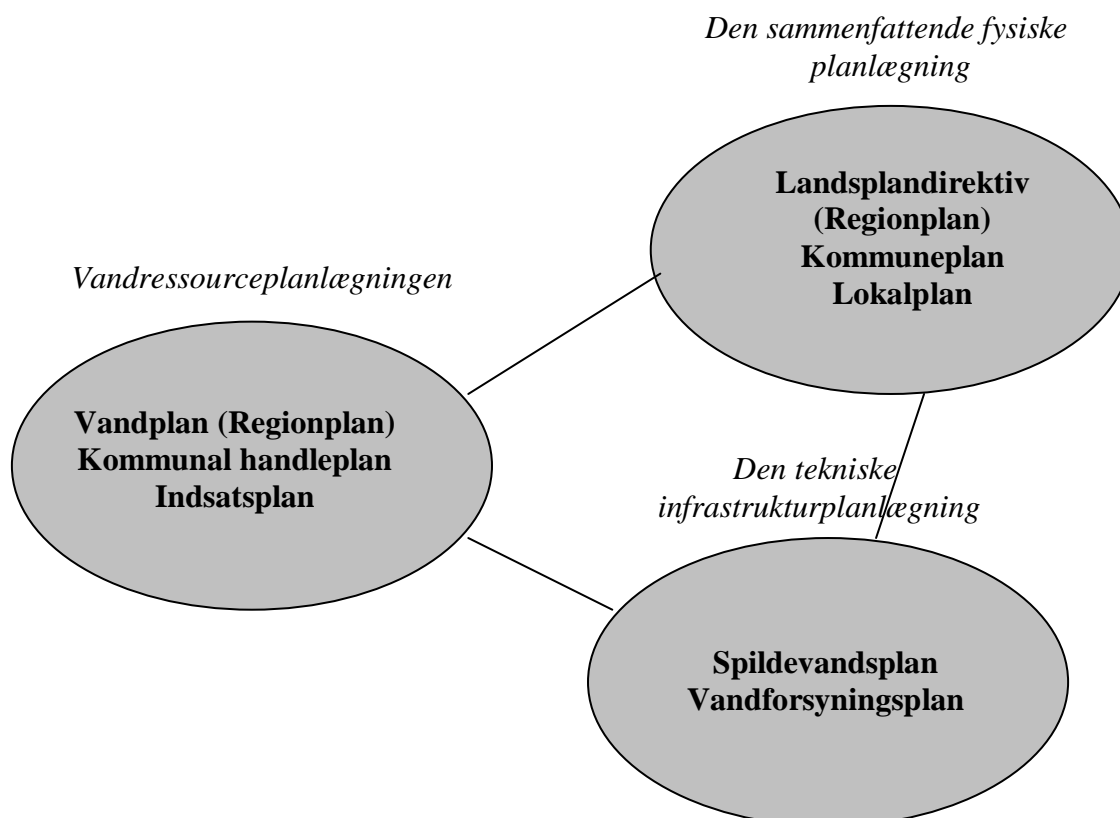 Den sammenfattende fysiske
planlægning
Landsplandirektiv
(Regionplan)
Kommuneplan
Lokalplan
Vandressourceplanlægningen
Vandplan (Regionplan)
Kommunal handleplan
Indsatsplan
Den tekniske
infrastrukturplanlægning
Spildevandsplan
Vandforsyningsplan